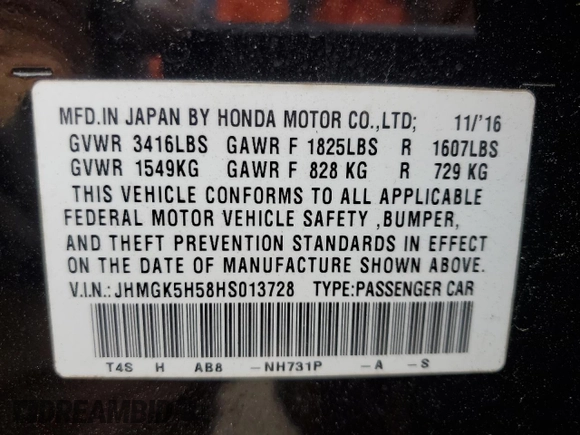 MFD.IN JAPAN BY HONDA MOTOR CO.,LTD; 11/'16
GVWR 3416LBS GAWR F 1825LBS R 1607LBS
GVWR 1549KG GAWR F 828 KG R 729 KG
THIS VEHICLE CONFORMS TO ALL APPLICABLE
FEDERAL MOTOR VEHICLE SAFETY ,BUMPER,
AND THEFT PREVENTION STANDARDS IN EFFECT
ON THE DATE OF MANUFACTURE SHOWN ABOVE.
V.I.N.: JHMGK5H58HS013728 TYPE:PASSENGER CAR
T4S H AB8 -NH731P -A -S
DREAMBID